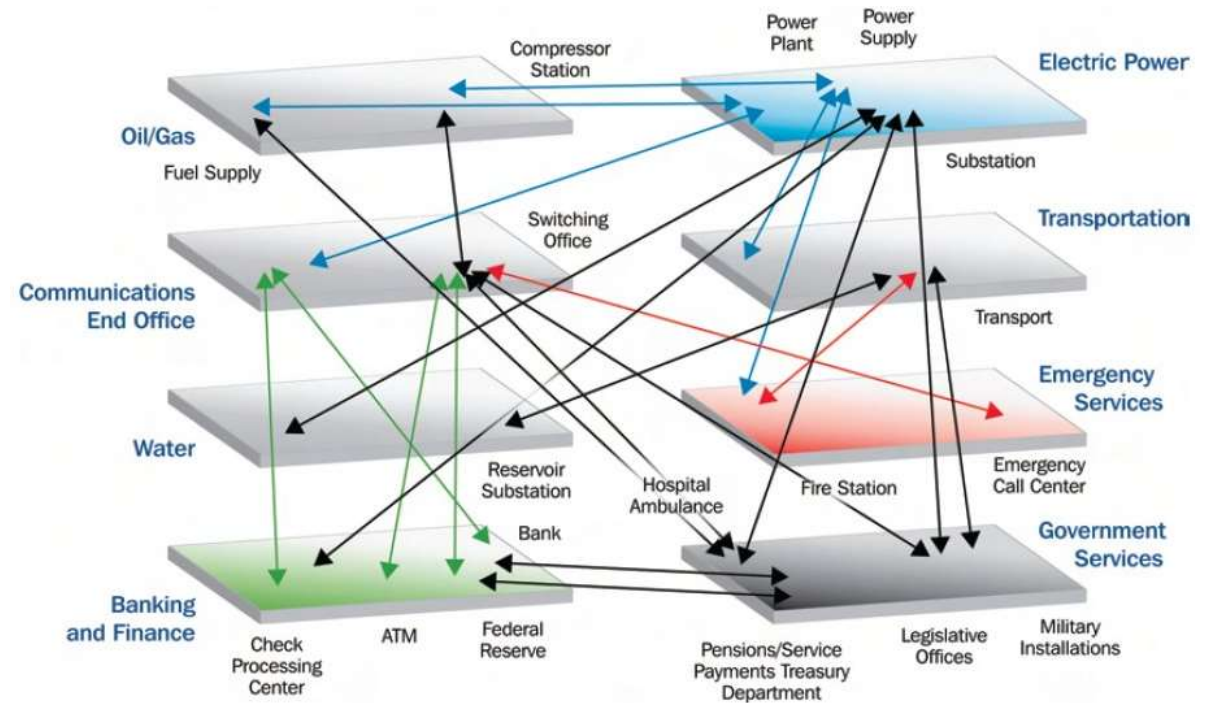 Power
Plant
Power
Supply
Compressor
Station
Electric Power
Oil/Gas
Fuel Supply
Substation
Switching
Office
Transportation
Communications
End Office
Transport
Emergency
Services
Water
Reservoir
Substation
Hospital
Ambulance
Fire Station
Emergency
Call Center
Bank
Government
Services
Banking
and Finance
Check
Processing
Center
ATM
Federal
Reserve
Pensions/Service
Payments Treasury
Department
Legislative
Offices
Military
Installations